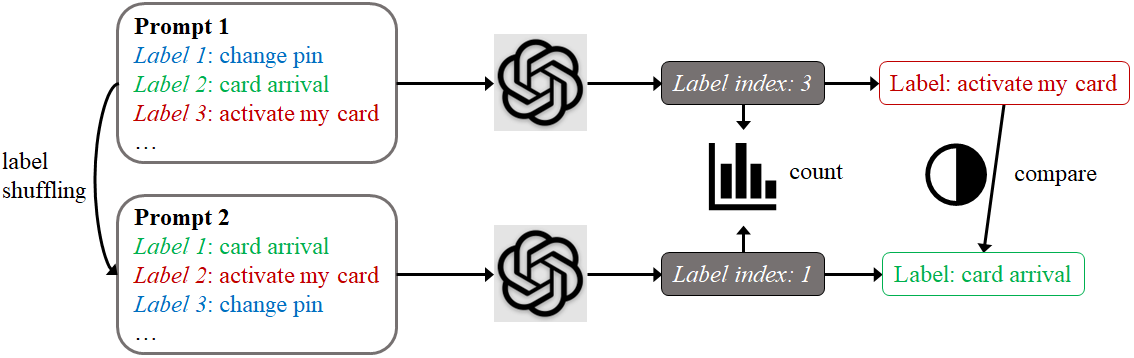 Prompt 1
Label 1: change pin
Label 2: card arrival
Label 3: activate my card
…
label
shuffling
Label index: 3
Label: activate my card
count
compare
Prompt 2
Label 1: card arrival
Label 2: activate my card
Label 3: change pin
…
Label index: 1
Label: card arrival